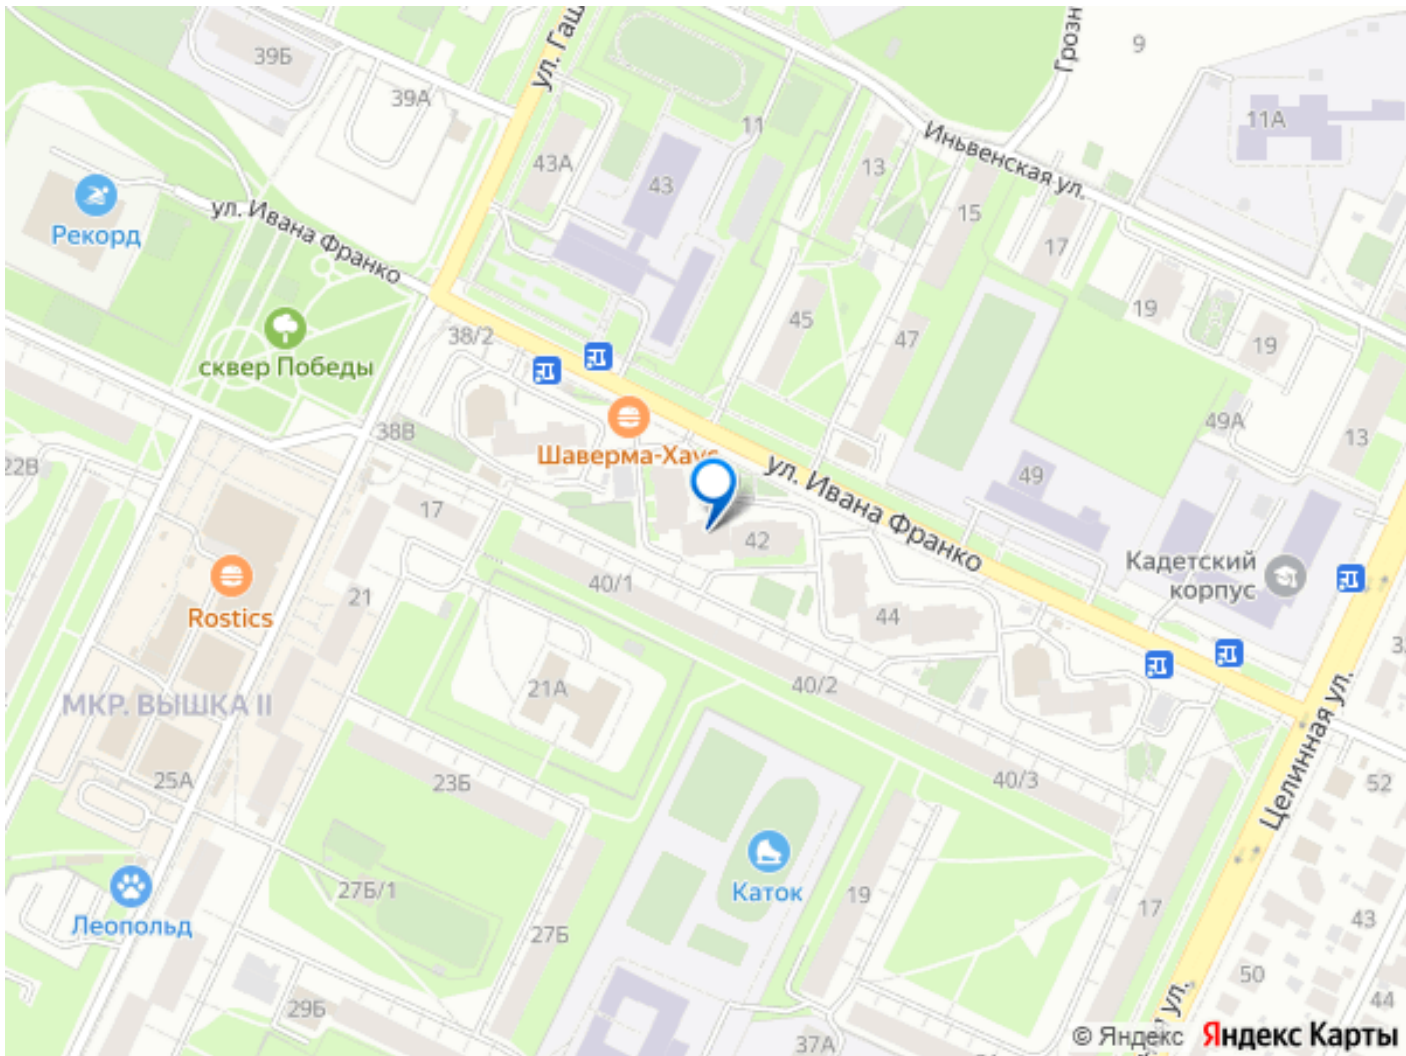 39Б
39А
ул. Гаш
Грозн
9
11А
11
Иньвенская ул.
43А
43
13
15
17
19
19
Рекорд
ул. Ивана Франко
сквер Победы
38/2
45
47
49А
13
38В
Шаверма-Хаус
ул. Ивана Франко
49
22В
17
42
Кадетский
корпус
Rostics
21
40/1
44
МКР. ВЫШКА II
21А
40/2
Целинная ул.
25А
23Б
40/3
52
Леопольд
27Б/1
27Б
Каток
19
17
43
50
44
29Б
37А
ул.
© Яндекс Яндекс Карты